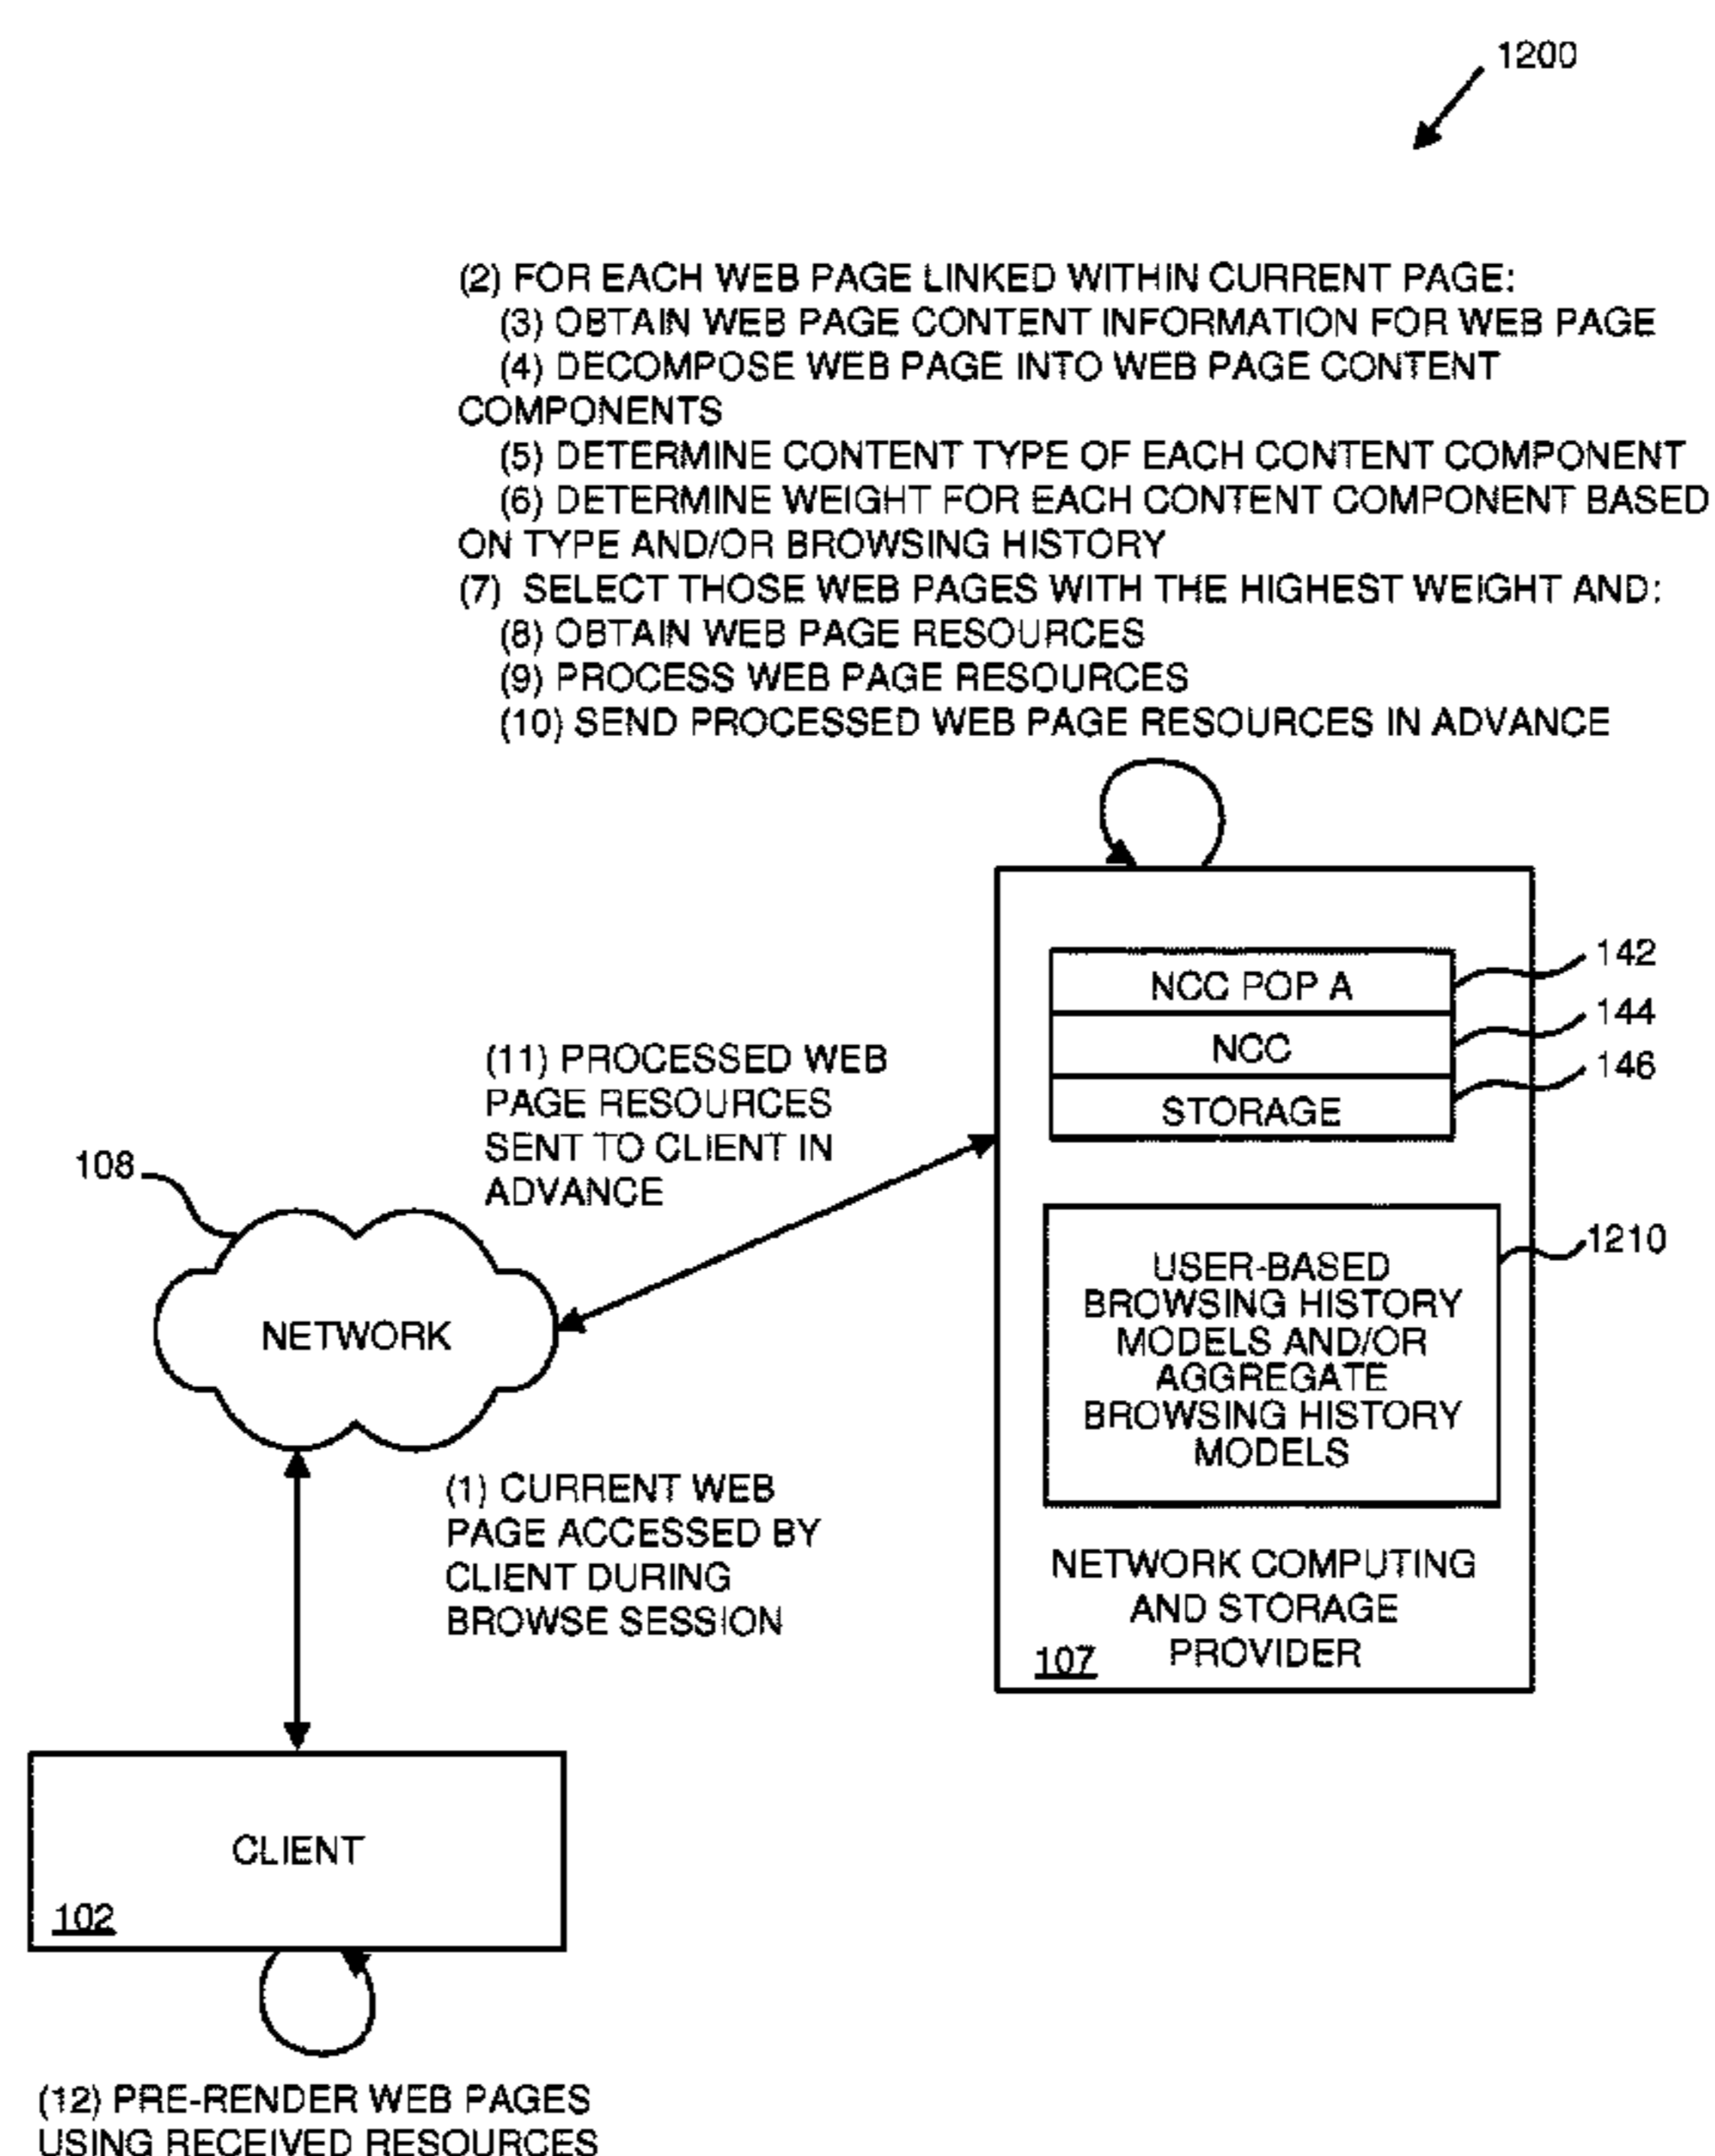 1200
(2) FOR EACH WEB PAGE LINKED WITHIN CURRENT PAGE:
(3) OBTAIN WEB PAGE CONTENT INFORMATION FOR WEB PAGE
(4) DECOMPOSE WEB PAGE INTO WEB PAGE CONTENT
COMPONENTS
(5) DETERMINE CONTENT TYPE OF EACH CONTENT COMPONENT
(6) DETERMINE WEIGHT FOR EACH CONTENT COMPONENT BASED
ON TYPE AND/OR BROWSING HISTORY
(7) SELECT THOSE WEB PAGES WITH THE HIGHEST WEIGHT AND:
(8) OBTAIN WEB PAGE RESOURCES
(9) PROCESS WEB PAGE RESOURCES
(10) SEND PROCESSED WEB PAGE RESOURCES IN ADVANCE
NCC POP A
142
NCC
144
STORAGE
146
(11) PROCESSED WEB
PAGE RESOURCES
SENT TO CLIENT IN
ADVANCE
108
NETWORK
1210
USER-BASED
BROWSING HISTORY
MODELS AND/OR
AGGREGATE
BROWSING HISTORY
MODELS
NETWORK COMPUTING
AND STORAGE
PROVIDER
107
(1) CURRENT WEB
PAGE ACCESSED BY
CLIENT DURING
BROWSE SESSION
CLIENT
102
(12) PRE-RENDER WEB PAGES
USING RECEIVED RESOURCES